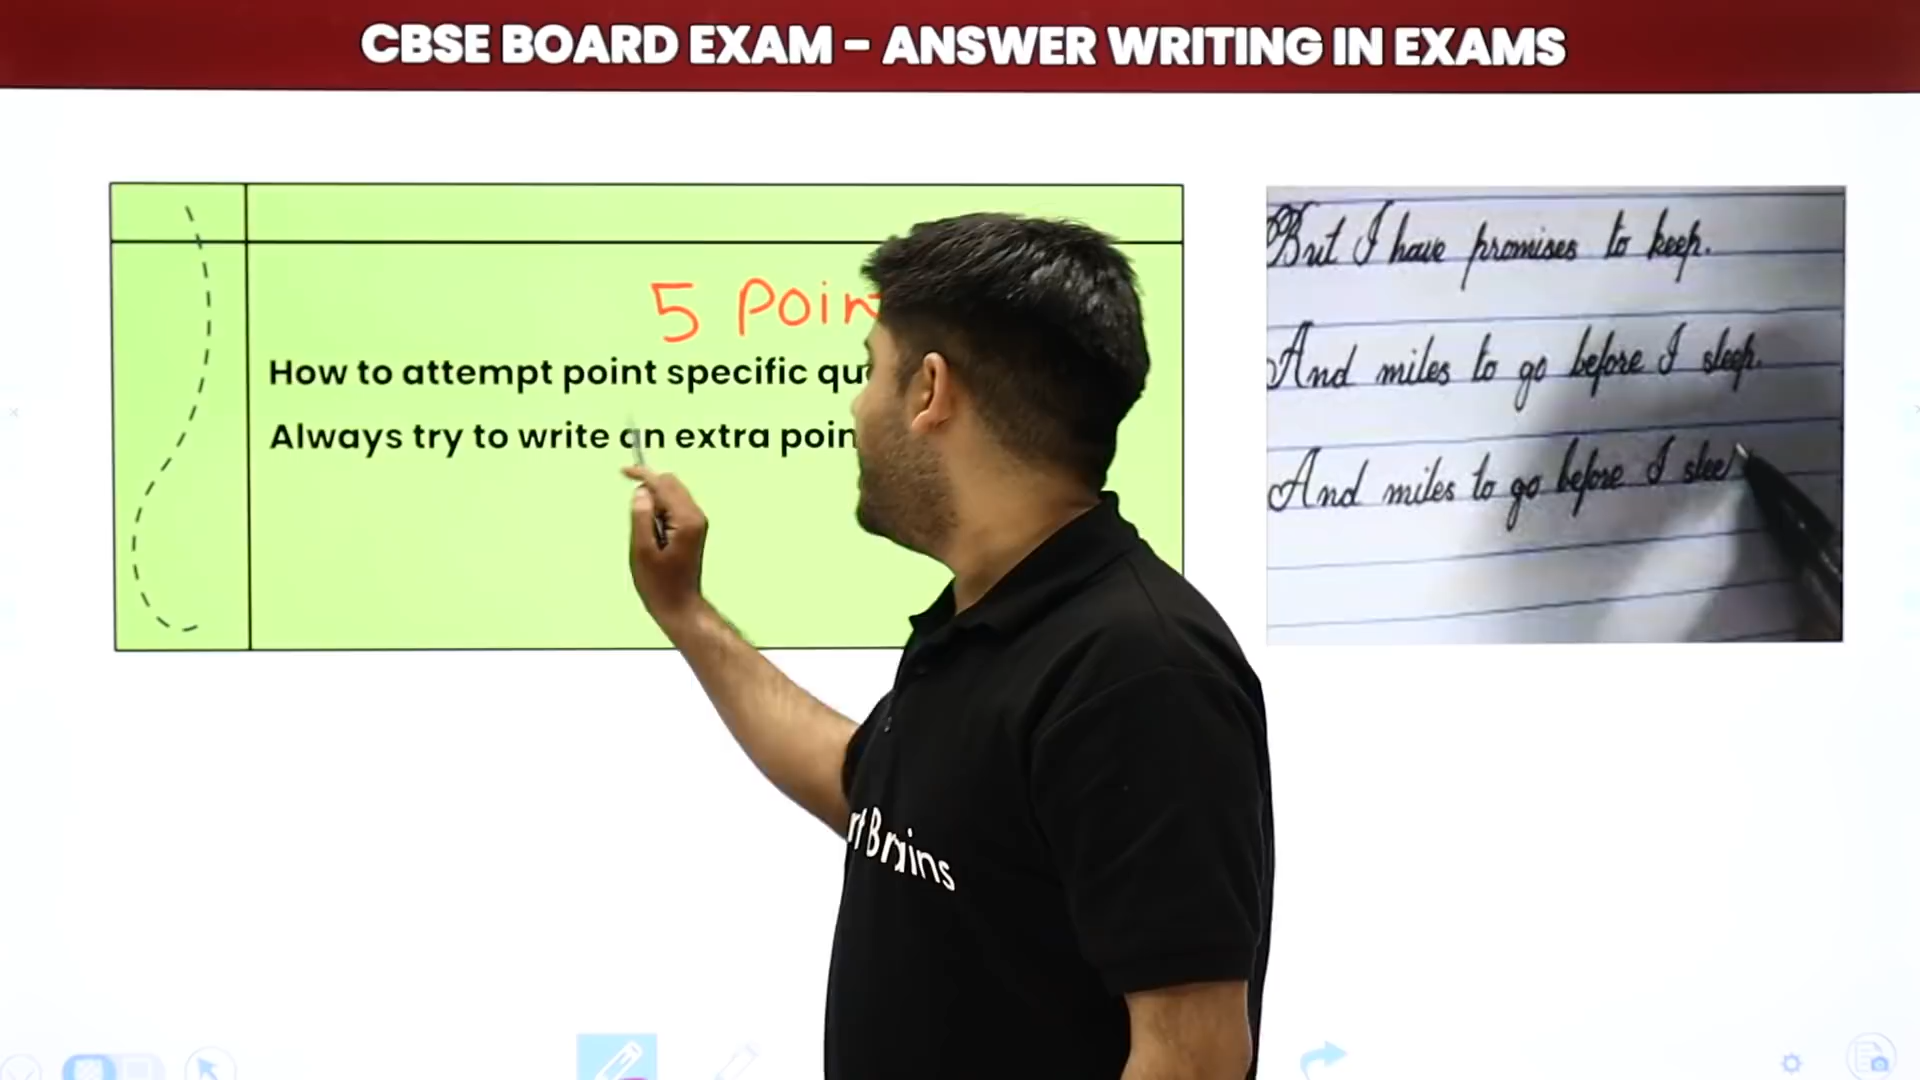 CBSE BOARD EXAM - ANSWER WRITING IN EXAMS
5 Poin
How to attempt point specific
Always try to write an extra poin
But I have promises to keep.
And miles to go before I sleep.
And miles to go before I slee
Brains